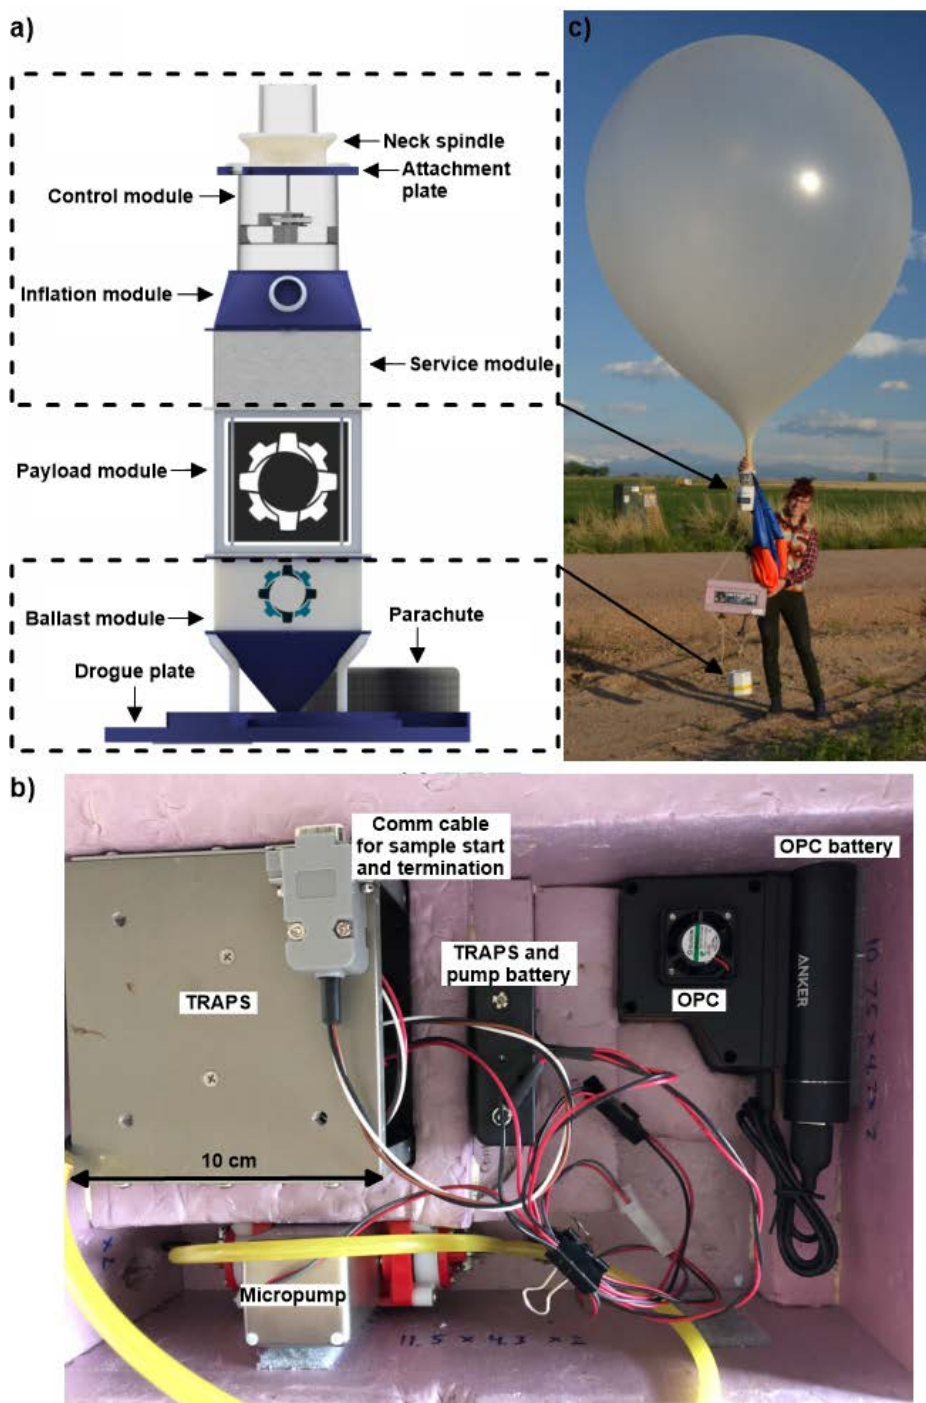 a)
c)
Neck spindle
Attachment
plate
Control module
Inflation module
Service module
Payload module
Ballast module
Parachute
Drogue plate
b)
Comm cable
for sample start
and termination
OPC battery
TRAPS and
pump battery
TRAPS
OPC
ANKER
10 cm
Micropump
11.5 x 4.3 x 2